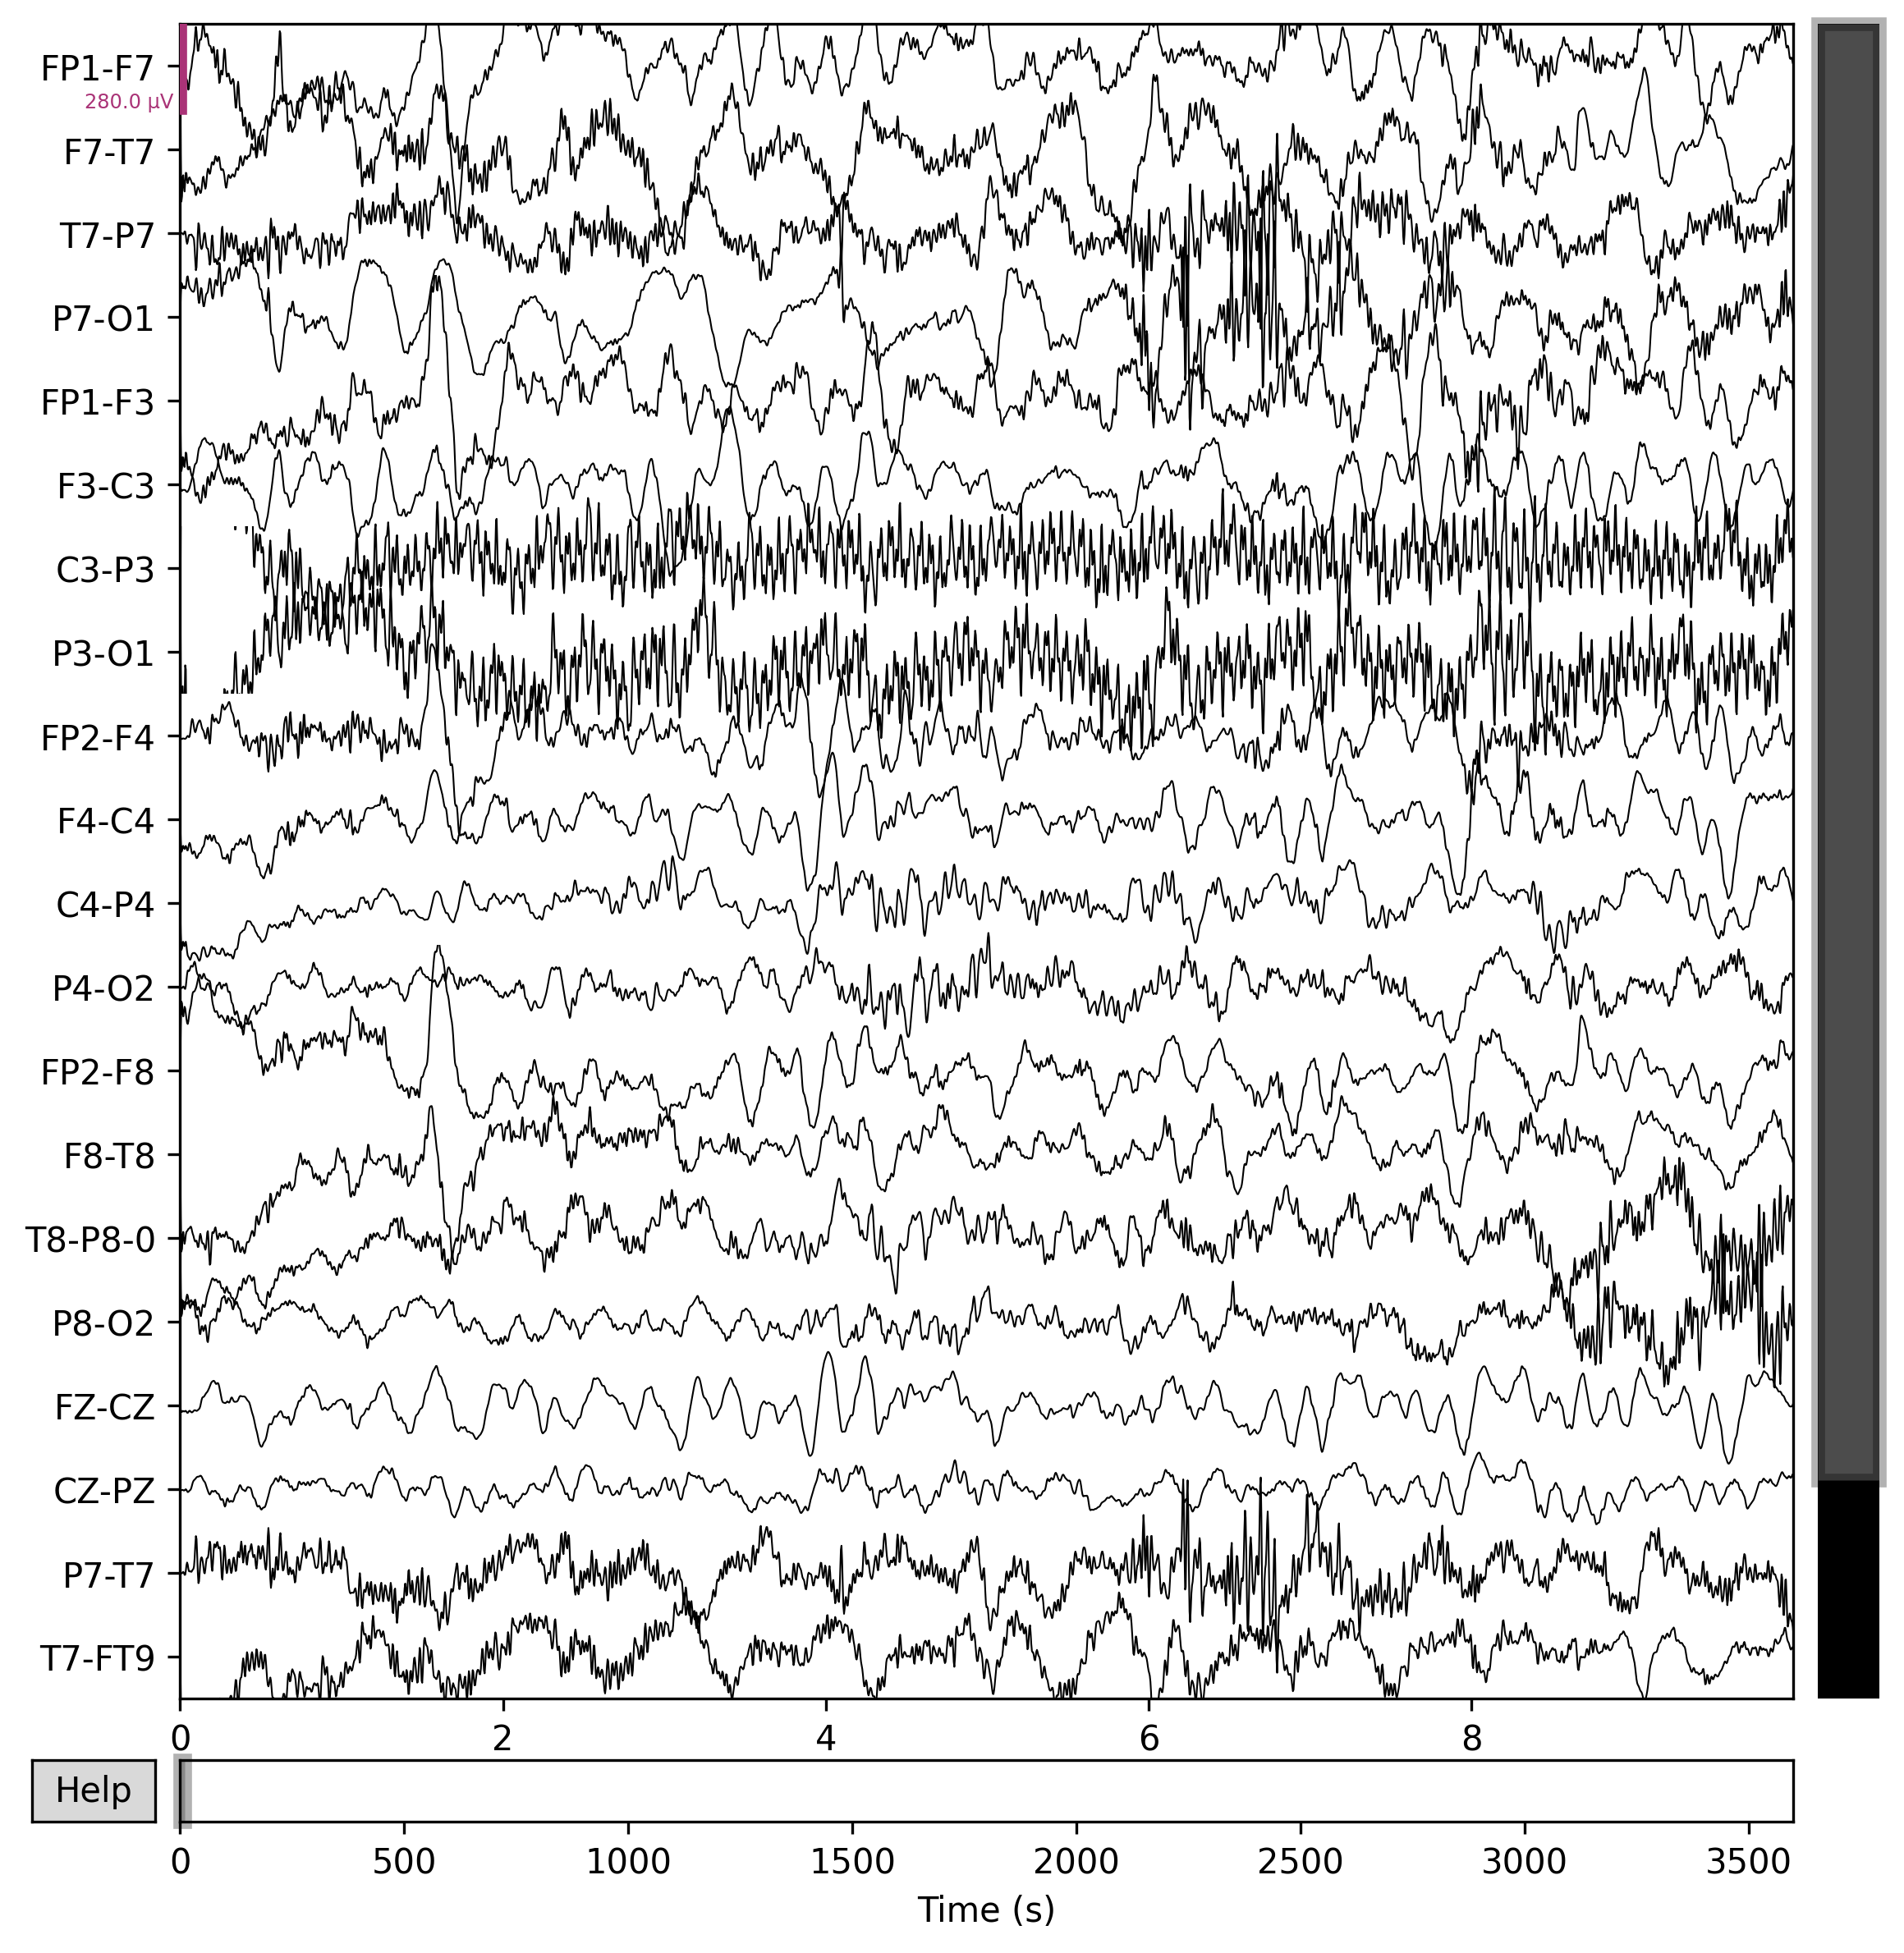 FP1-F7
280.0 µV
F7-T7
T7-P7
P7-O1
FP1-F3
F3-C3
C3-P3
P3-O1
FP2-F4
F4-C4
C4-P4
P4-O2
FP2-F8
F8-T8
T8-P8-0
P8-O2
FZ-CZ
CZ-PZ
P7-T7
T7-FT9
0 2 4 6 8
Help
0 500 1000 1500 2000 2500 3000 3500
Time (s)